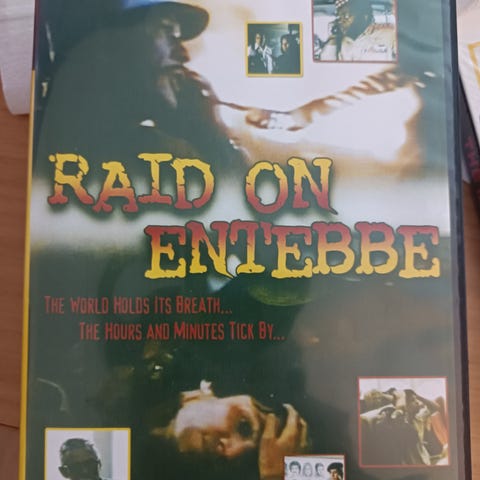 RAID ON
ENTEBBE
THE WORLD HOLDS ITS BREATH...
THE HOURS AND MINUTES TICK BY...